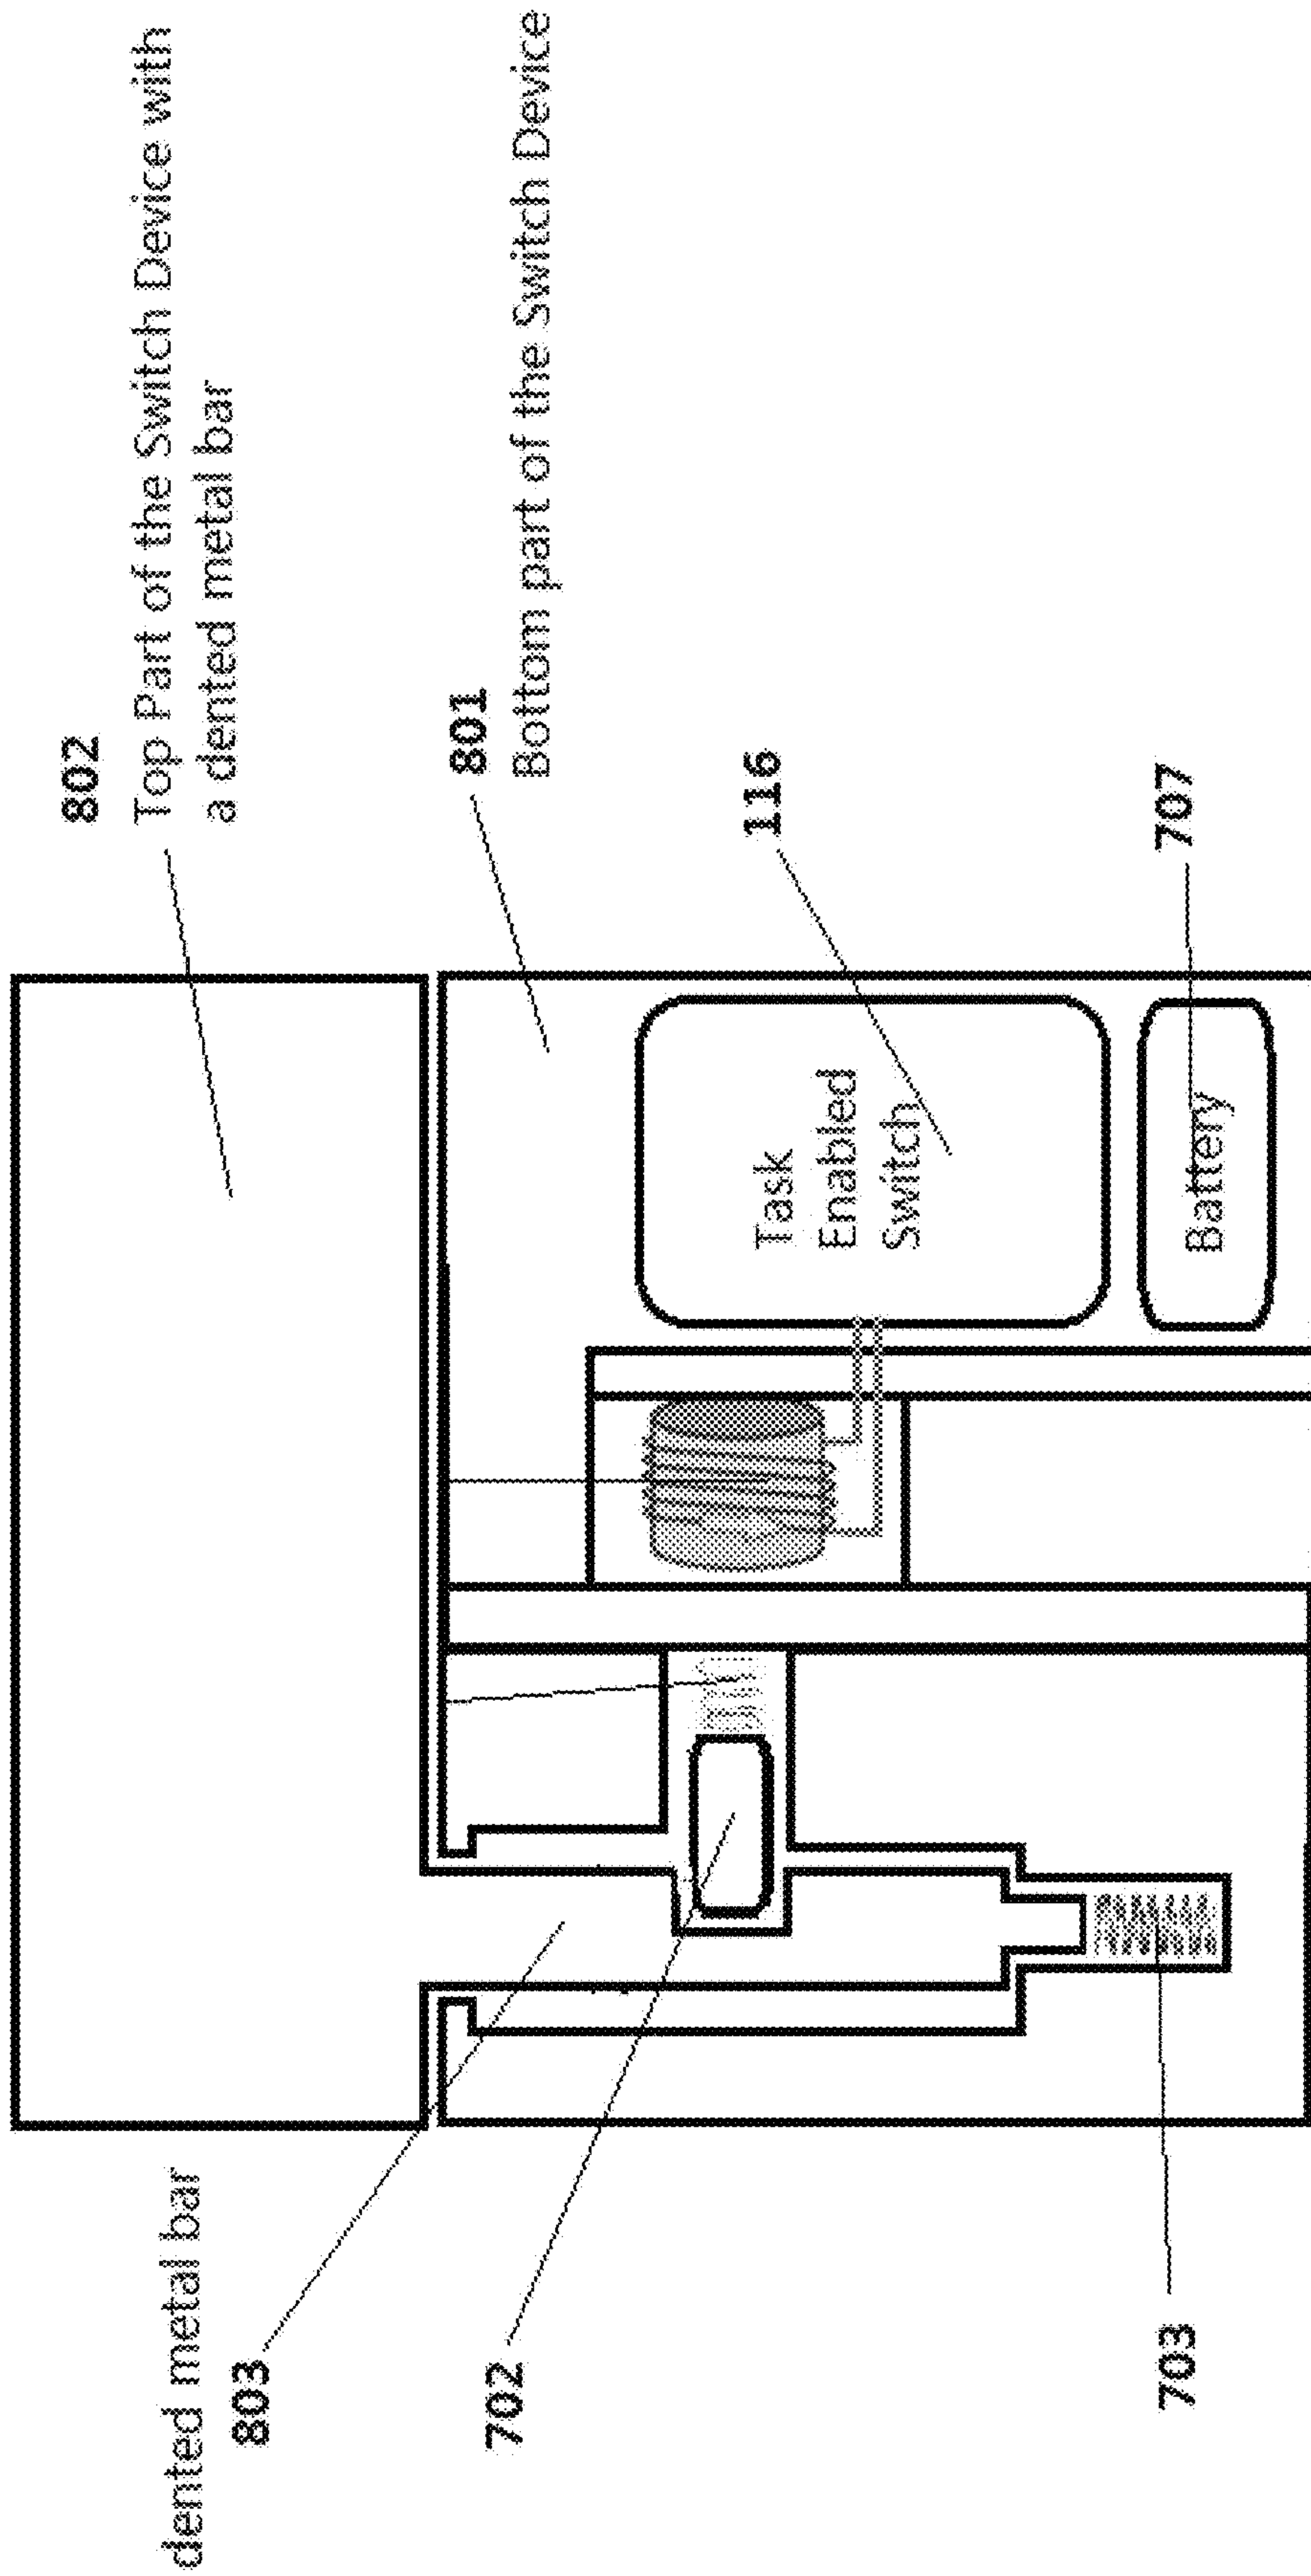 802
Top Part of the Switch Device with
a dented metal bar
801
Bottom part of the Switch Device
116
707
Task
Enabled
Switch
Battery
dented metal bar
803
702
703